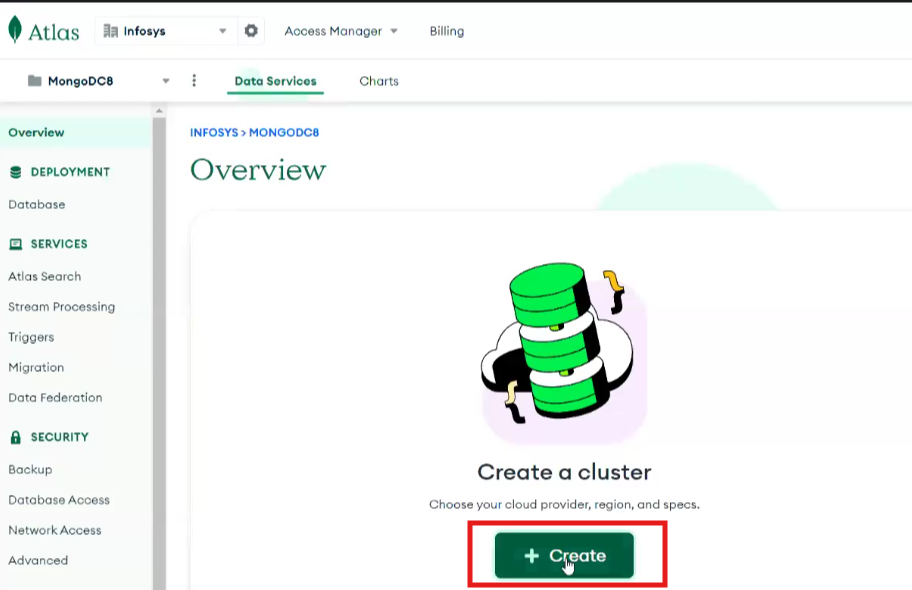 Atlas Infosys Access Manager Billing
MongoDC8 Data Services Charts
Overview
DEPLOYMENT
Database
SERVICES
Atlas Search
Stream Processing
Triggers
Migration
Data Federation
SECURITY
Backup
Database Access
Network Access
Advanced
INFOSYS > MONGODC8
Overview
Create a cluster
Choose your cloud provider, region, and specs.
+ Create